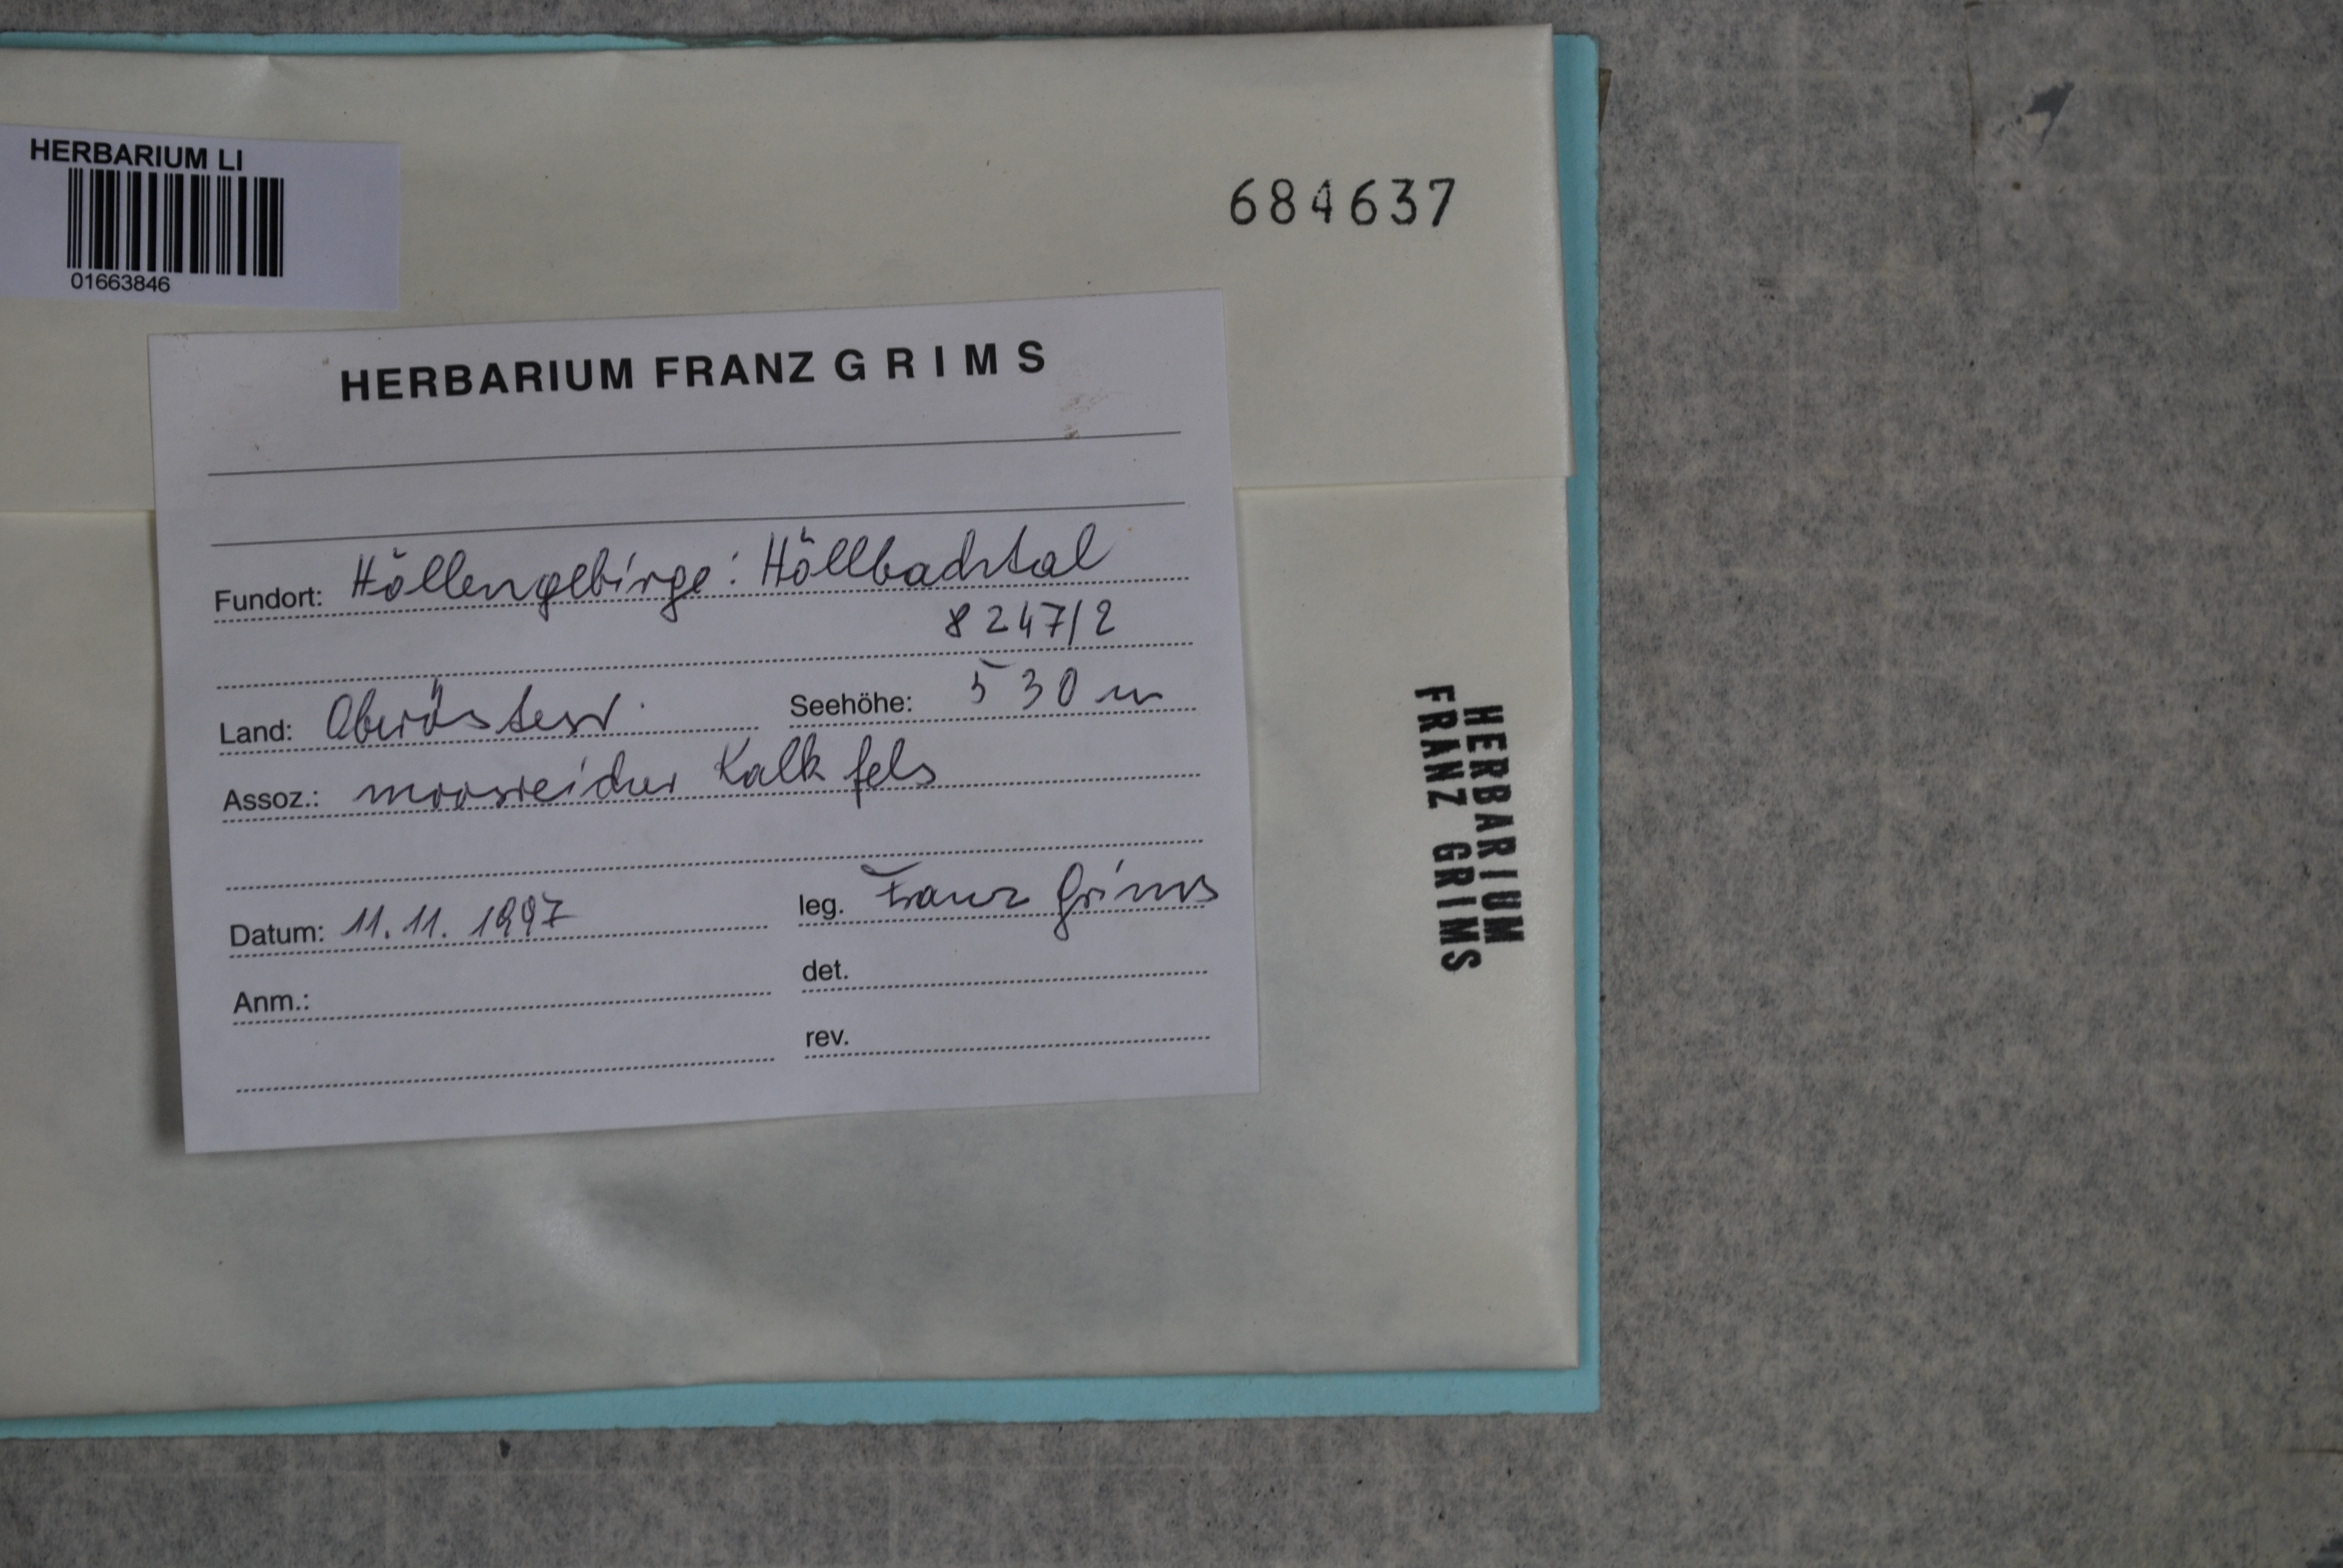 HERBARIUM LI
01663846
684637
HERBARIUM FRANZ GRIMS
Fundort: Höllengebirge: Höllbachtal
8247/2
Land: Oberösterr. Seehöhe: 530 m
Assoz.: moosreicher Kalkfels
Datum: 11.11.1997 leg. Franz Grims
Anm.: det.
rev.
HERBARIUM
FRANZ GRIMS